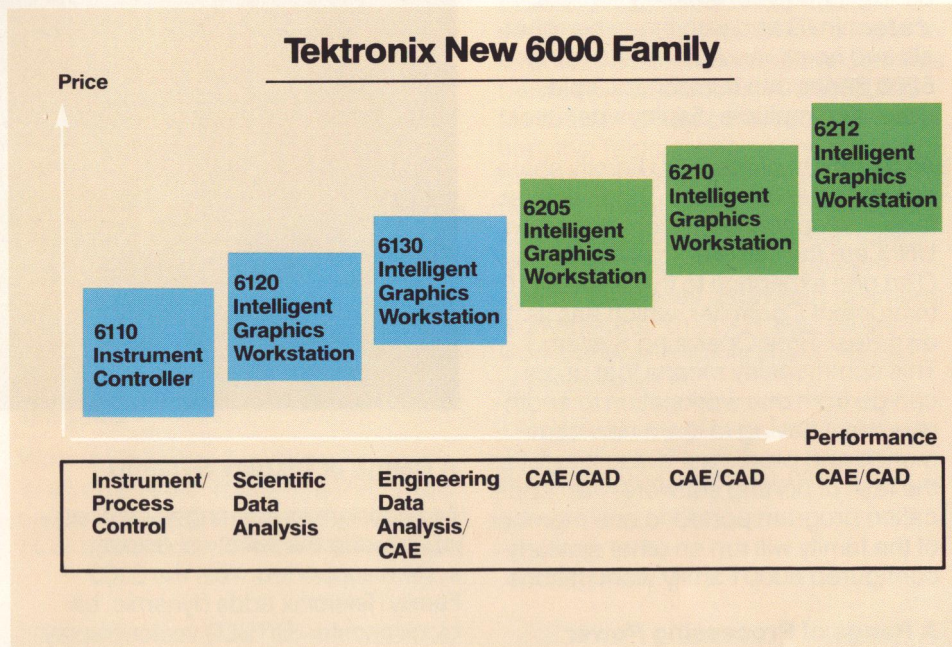 Tektronix New 6000 Family
Price
6110
Instrument
Controller
6120
Intelligent
Graphics
Workstation
6130
Intelligent
Graphics
Workstation
6205
Intelligent
Graphics
Workstation
6210
Intelligent
Graphics
Workstation
6212
Intelligent
Graphics
Workstation
Performance
Instrument/
Process
Control
Scientific
Data
Analysis
Engineering
Data
Analysis/
CAE
CAE/CAD
CAE/CAD
CAE/CAD